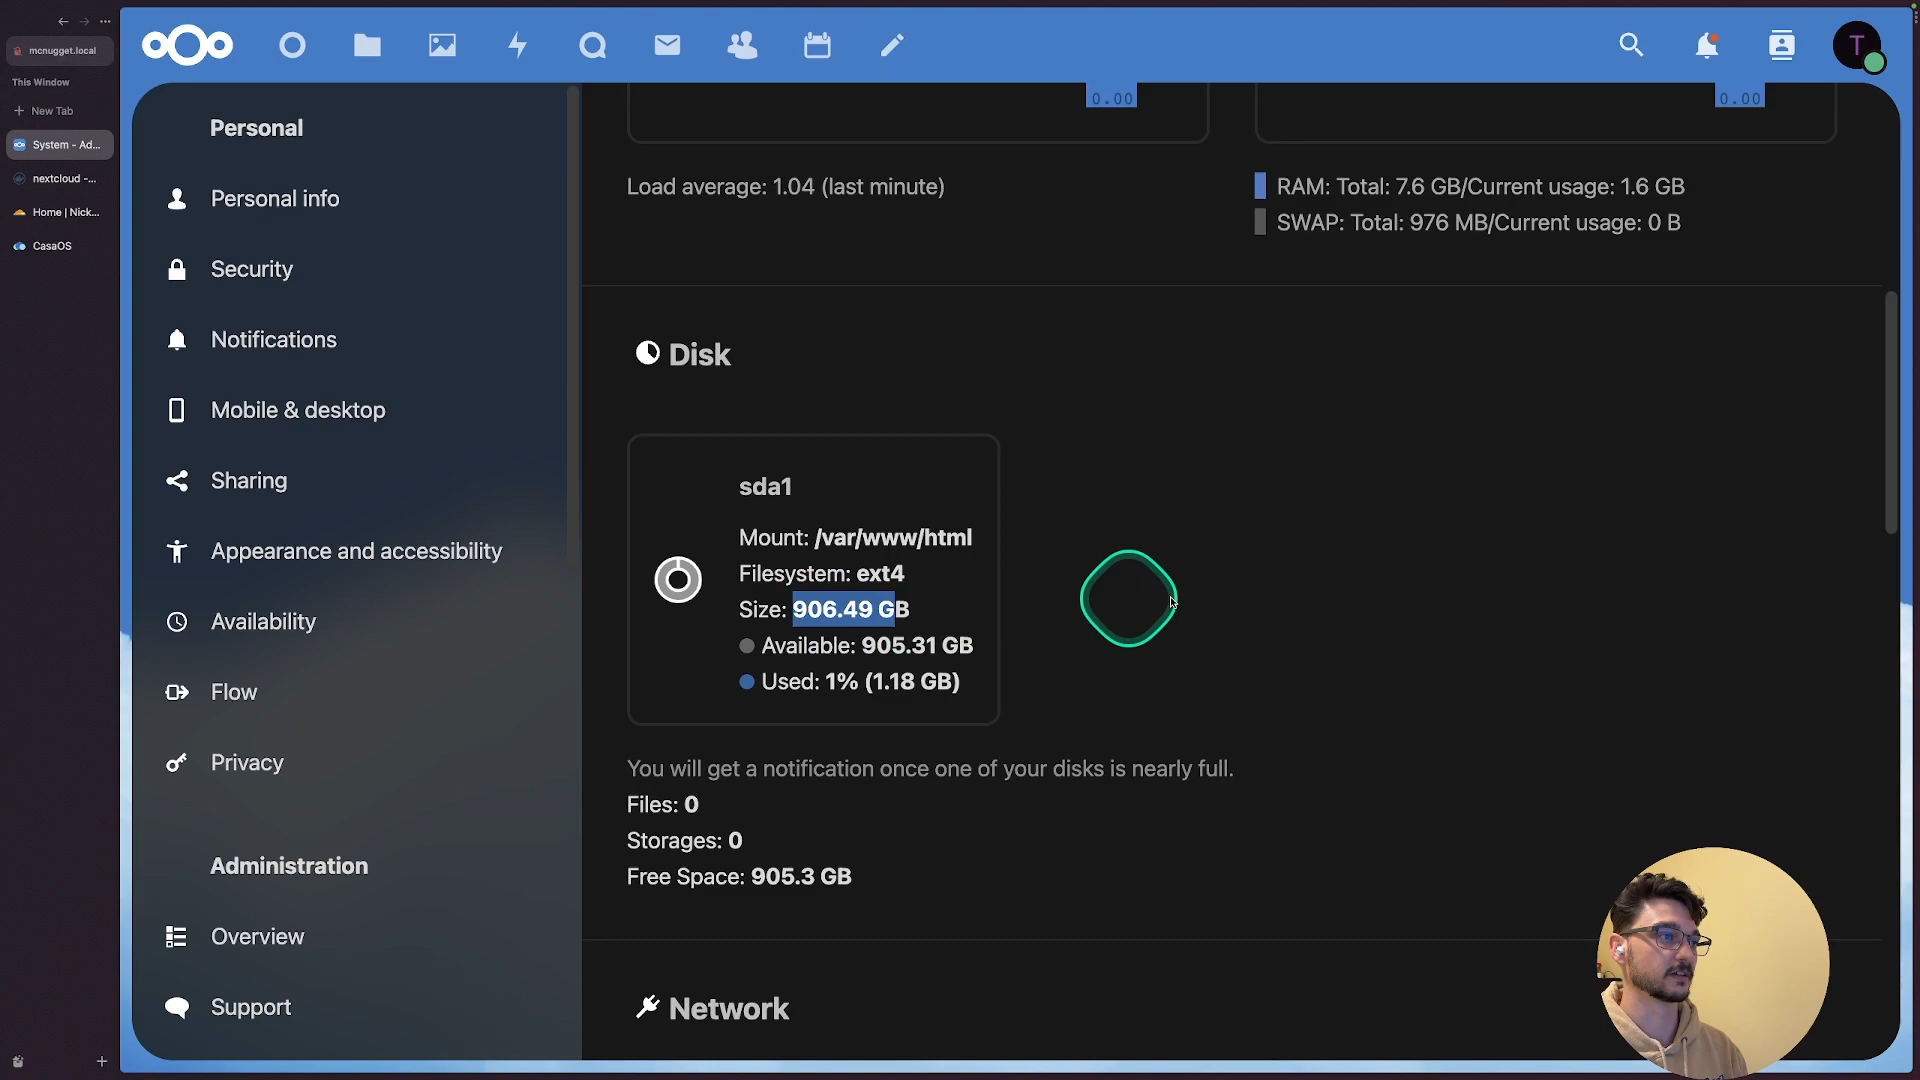 mcnugget.local
This Window
New Tab
System - Ad...
nextcloud -...
Home | Nick...
CasaOS
T
Personal
Personal info
Security
Notifications
Mobile & desktop
Sharing
Appearance and accessibility
Availability
Flow
Privacy
Administration
Overview
Support
0.00
0.00
Load average: 1.04 (last minute)
RAM: Total: 7.6 GB/Current usage: 1.6 GB
SWAP: Total: 976 MB/Current usage: 0 B
Disk
sda1
Mount: /var/www/html
Filesystem: ext4
Size: 906.49 GB
Available: 905.31 GB
Used: 1% (1.18 GB)
You will get a notification once one of your disks is nearly full.
Files: 0
Storages: 0
Free Space: 905.3 GB
Network